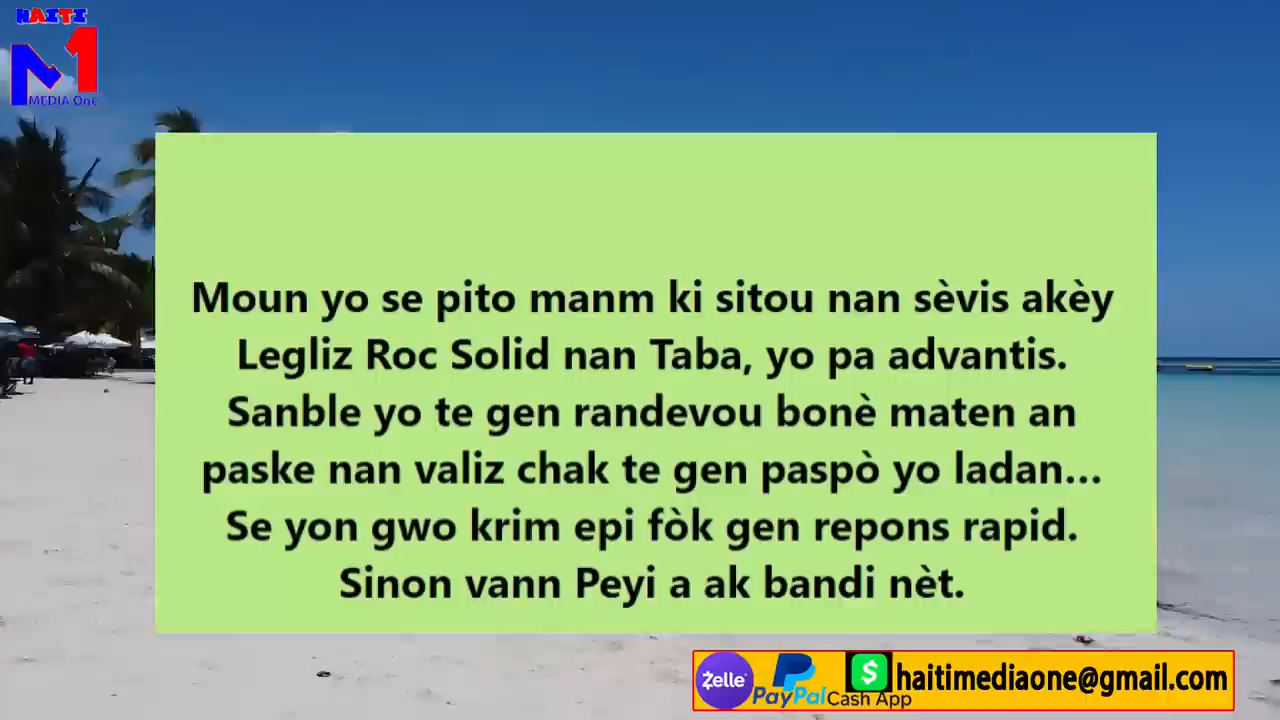 HAITI
M1
MEDIA One
Moun yo se pito manm ki sitou nan sèvis akèy
Legliz Roc Solid nan Taba, yo pa advantis.
Sanble yo te gen randevou bonè maten an
paske nan valiz chak te gen paspò yo ladan...
Se yon gwo krim epi fòk gen repons rapid.
Sinon vann Peyi a ak bandi nèt.
Zelle
PayPal
$
Cash App
haitimediaone@gmail.com